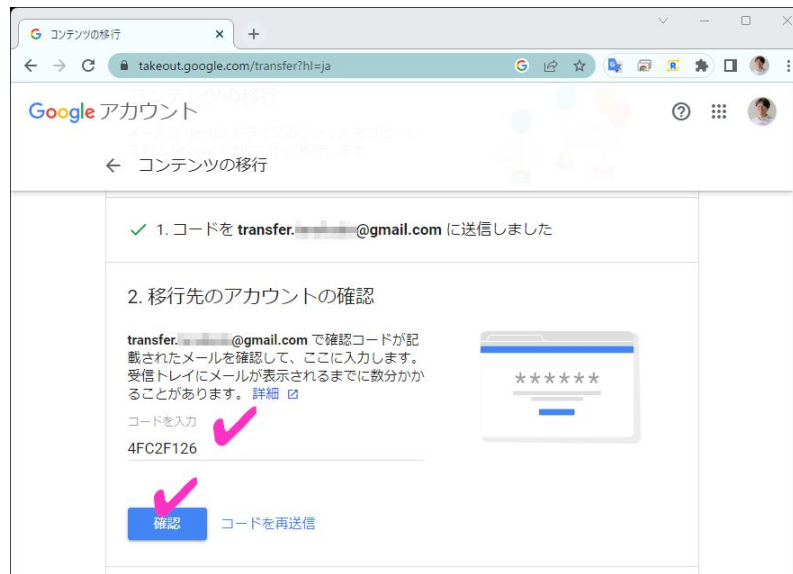 コンテンツの移行
takeout.google.com/transfer?hl=ja
Google アカウント
コンテンツの移行
1. コードを transfer. @gmail.com に送信しました
2. 移行先のアカウントの確認
transfer. @gmail.com で確認コードが記
載されたメールを確認して、ここに入力します。
受信トレイにメールが表示されるまでに数分かか
ることがあります。 詳細
******
コードを入力
4FC2F126
確認 コードを再送信